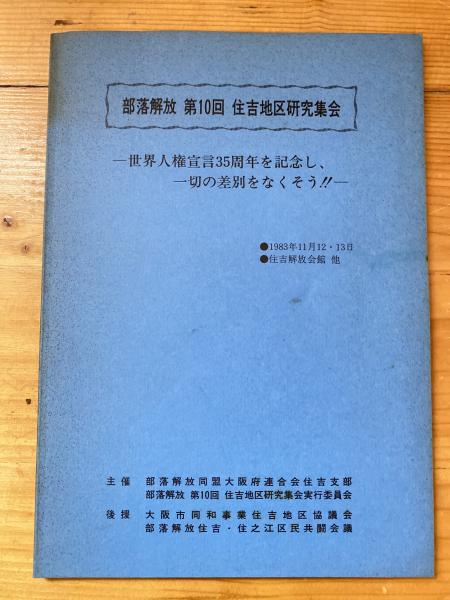 部落解放 第10回 住吉地区研究集会
―世界人権宣言35周年を記念し、
一切の差別をなくそう!!―
●1983年11月12・13日
●住吉解放会館 他
主催 部落解放同盟大阪府連合会住吉支部
部落解放 第10回 住吉地区研究集会実行委員会
後援 大阪市同和事業住吉地区協議会
部落解放住吉・住之江区民共闘会議